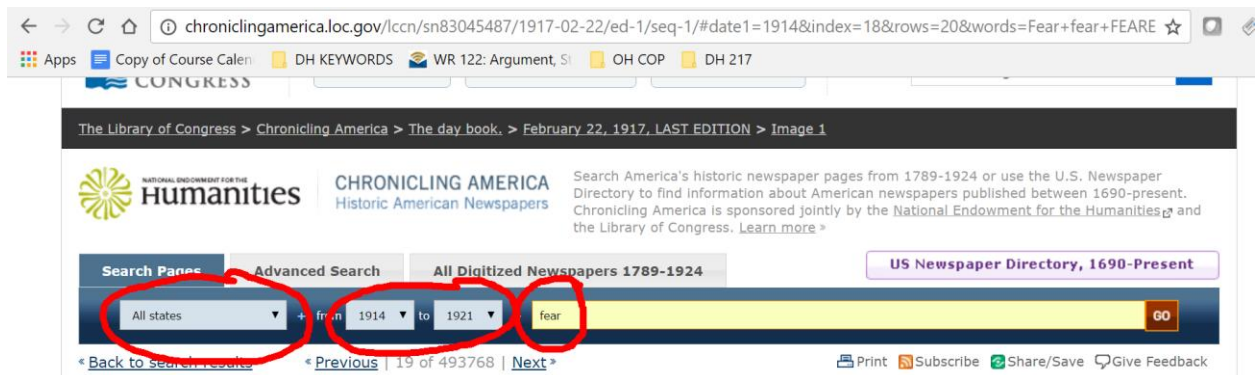 chroniclingamerica.loc.gov/lccn/sn83045487/1917-02-22/ed-1/seq-1/#date1=1914&index=18&rows=20&words=Fear+fear+FEARE
Apps Copy of Course Calen DH KEYWORDS WR 122: Argument, S OH COP DH 217
CONGRESS
The Library of Congress > Chronicling America > The day book. > February 22, 1917, LAST EDITION > Image 1
NATIONAL ENDOWMENT FOR THE
Humanities
CHRONICLING AMERICA
Historic American Newspapers
Search America's historic newspaper pages from 1789-1924 or use the U.S. Newspaper
Directory to find information about American newspapers published between 1690-present.
Chronicling America is sponsored jointly by the National Endowment for the Humanities and
the Library of Congress. Learn more »
Search Pages Advanced Search All Digitized Newspapers 1789-1924 US Newspaper Directory, 1690-Present
All states + from 1914 to 1921 fear GO
« Back to search results « Previous | 19 of 493768 | Next » Print Subscribe Share/Save Give Feedback